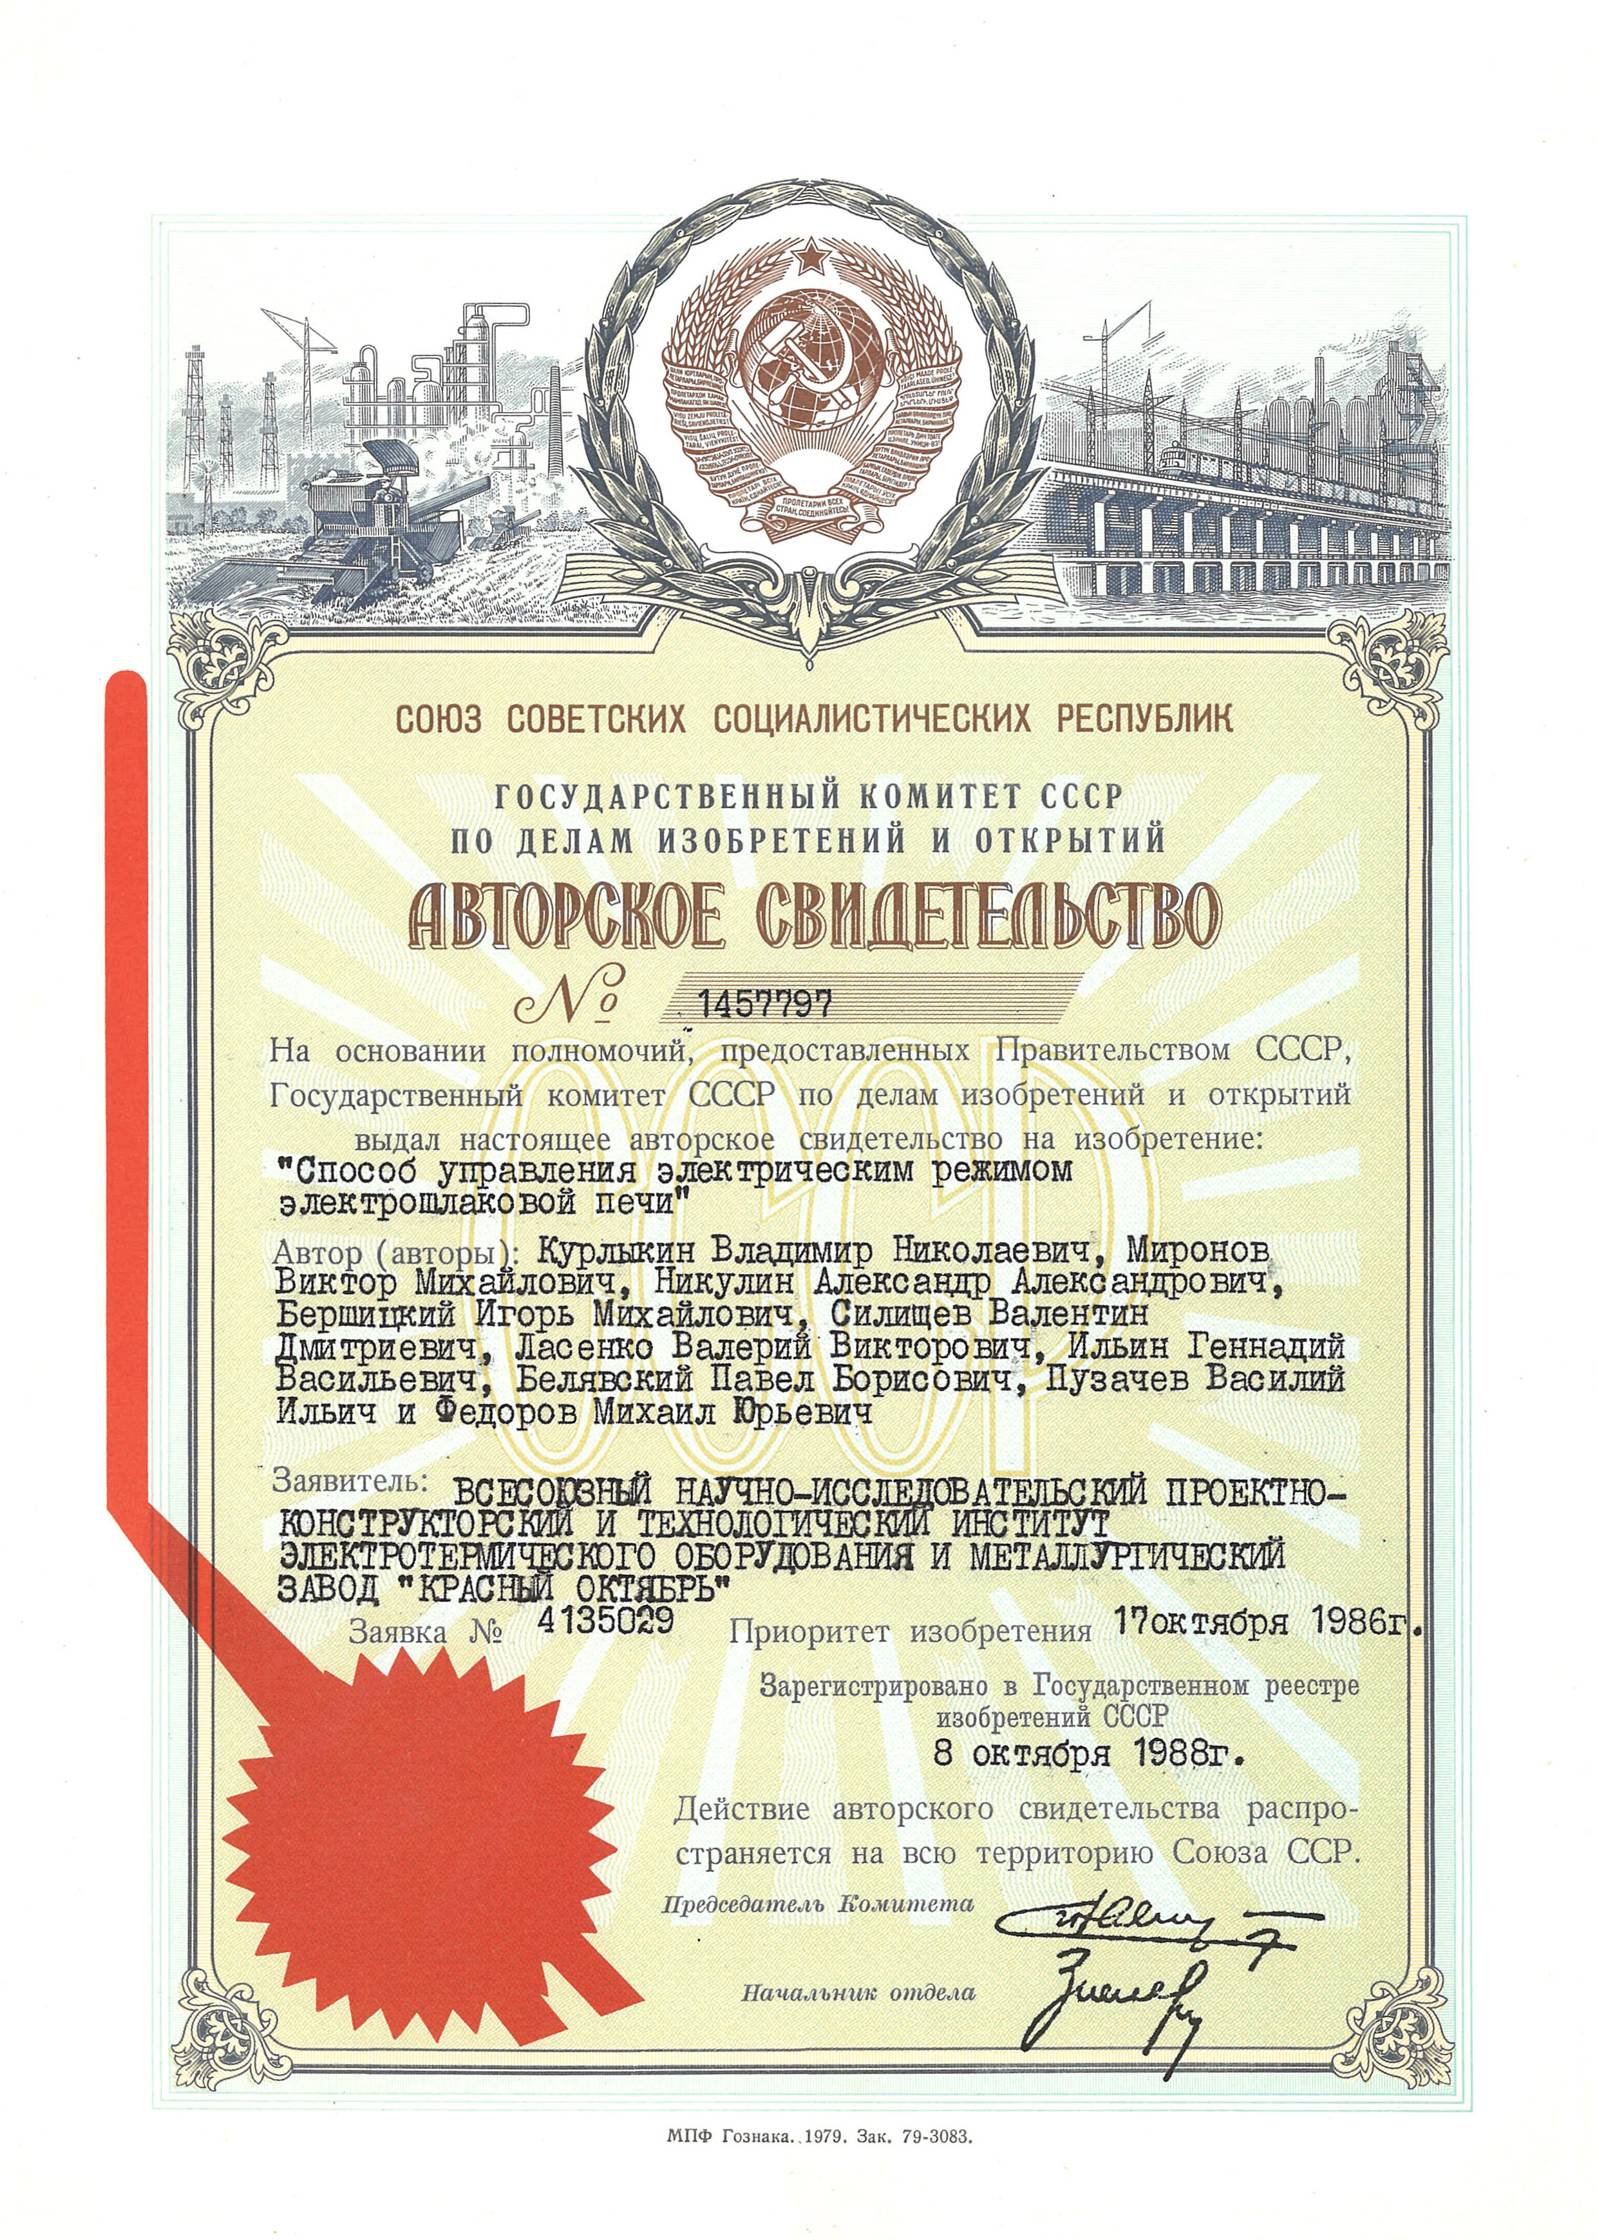 ПРОЛЕТАРИИ ВСЕХ
СТРАН, СОЕДИНЯЙТЕСЬ!
СОЮЗ СОВЕТСКИХ СОЦИАЛИСТИЧЕСКИХ РЕСПУБЛИК
ГОСУДАРСТВЕННЫЙ КОМИТЕТ СССР
ПО ДЕЛАМ ИЗОБРЕТЕНИЙ И ОТКРЫТИЙ
АВТОРСКОЕ СВИДЕТЕЛЬСТВО
№ 1457797
На основании полномочий, предоставленных Правительством СССР,
Государственный комитет СССР по делам изобретений и открытий
выдал настоящее авторское свидетельство на изобретение:
"Способ управления электрическим режимом
электрошлаковой печи"
Автор (авторы): Курлыкин Владимир Николаевич, Миронов
Виктор Михайлович, Никулин Александр Александрович,
Бершицкий Игорь Михайлович, Силищев Валентин
Дмитриевич, Ласенко Валерий Викторович, Ильин Геннадий
Васильевич, Белявский Павел Борисович, Пузачев Василий
Ильич и Федоров Михаил Юрьевич
Заявитель: ВСЕСОЮЗНЫЙ НАУЧНО-ИССЛЕДОВАТЕЛЬСКИЙ ПРОЕКТНО-
КОНСТРУКТОРСКИЙ И ТЕХНОЛОГИЧЕСКИЙ ИНСТИТУТ
ЭЛЕКТРОТЕРМИЧЕСКОГО ОБОРУДОВАНИЯ И МЕТАЛЛУРГИЧЕСКИЙ
ЗАВОД "КРАСНЫЙ ОКТЯБРЬ"
Заявка № 4135029 Приоритет изобретения 17октября 1986г.
Зарегистрировано в Государственном реестре
изобретений СССР
8 октября 1988г.
Действие авторского свидетельства распро-
страняется на всю территорию Союза ССР.
Председатель Комитета
Начальник отдела
МПФ Гознака. 1979. Зак. 79-3083.